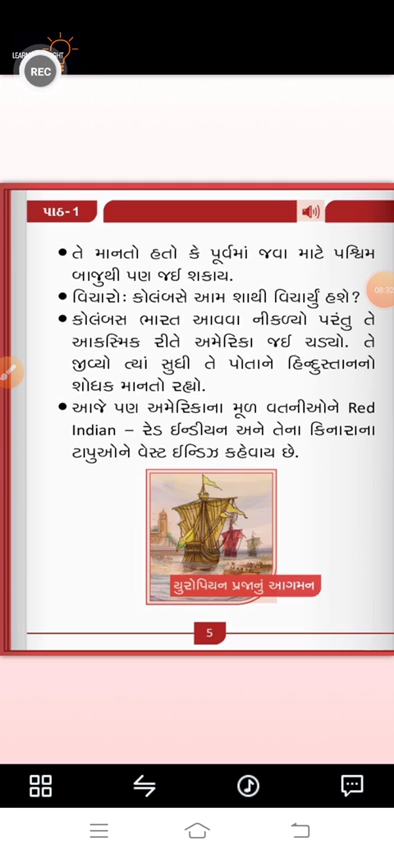 REC
પાઠ-1
● તે માનતો હતો કે પૂર્વમાં જવા માટે પશ્ચિમ
બાજુથી પણ જઈ શકાય.
● વિચારો: કોલંબસે આમ શાથી વિચાર્યું હશે?
● કોલંબસ ભારત આવવા નીકળ્યો પરંતુ તે
આકસ્મિક રીતે અમેરિકા જઈ ચડ્યો. તે
જીવ્યો ત્યાં સુધી તે પોતાને હિન્દુસ્તાનનો
શોધક માનતો રહ્યો.
● આજે પણ અમેરિકાના મૂળ વતનીઓને Red
Indian – રેડ ઈન્ડીયન અને તેના કિનારાના
ટાપુઓને વેસ્ટ ઈન્ડિઝ કહેવાય છે.
યુરોપિયન પ્રજાનું આગમન
5